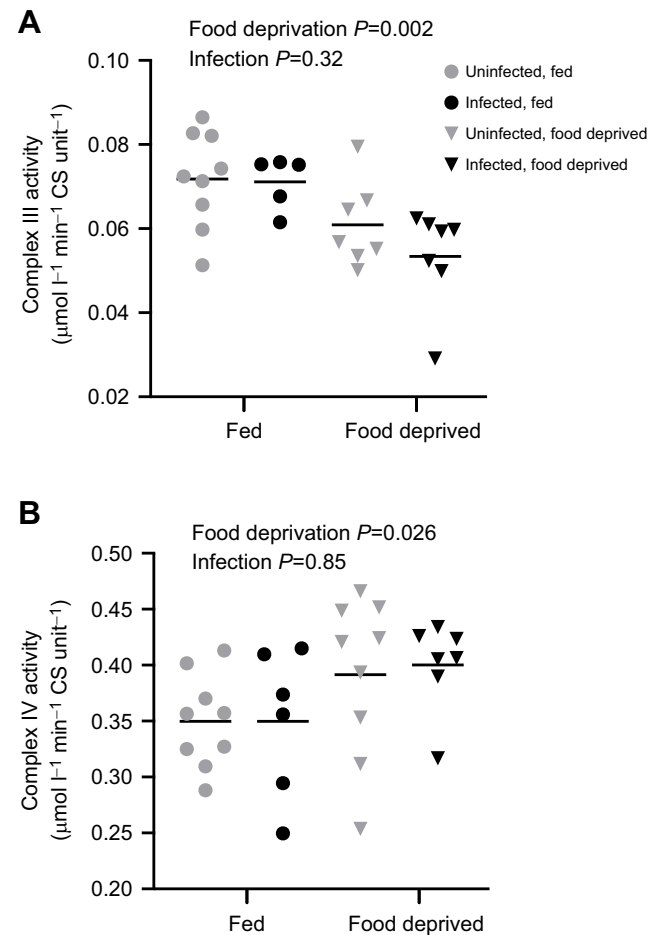 A
Food deprivation P=0.002
Infection P=0.32
Uninfected, fed
Infected, fed
Uninfected, food deprived
Infected, food deprived
Complex III activity
(μmol l⁻¹ min⁻¹ CS unit⁻¹)
0.10
0.08
0.06
0.04
0.02
Fed
Food deprived
B
Food deprivation P=0.026
Infection P=0.85
Complex IV activity
(μmol l⁻¹ min⁻¹ CS unit⁻¹)
0.50
0.45
0.40
0.35
0.30
0.25
0.20
Fed
Food deprived